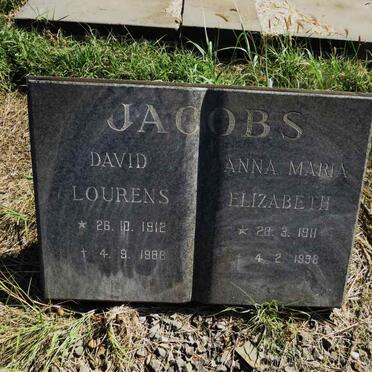 JACOBS
DAVID
LOURENS
* 26. 10. 1912
† 4. 9. 1988
ANNA MARIA
ELIZABETH
* 28. 3. 1911
† 4. 2. 1998